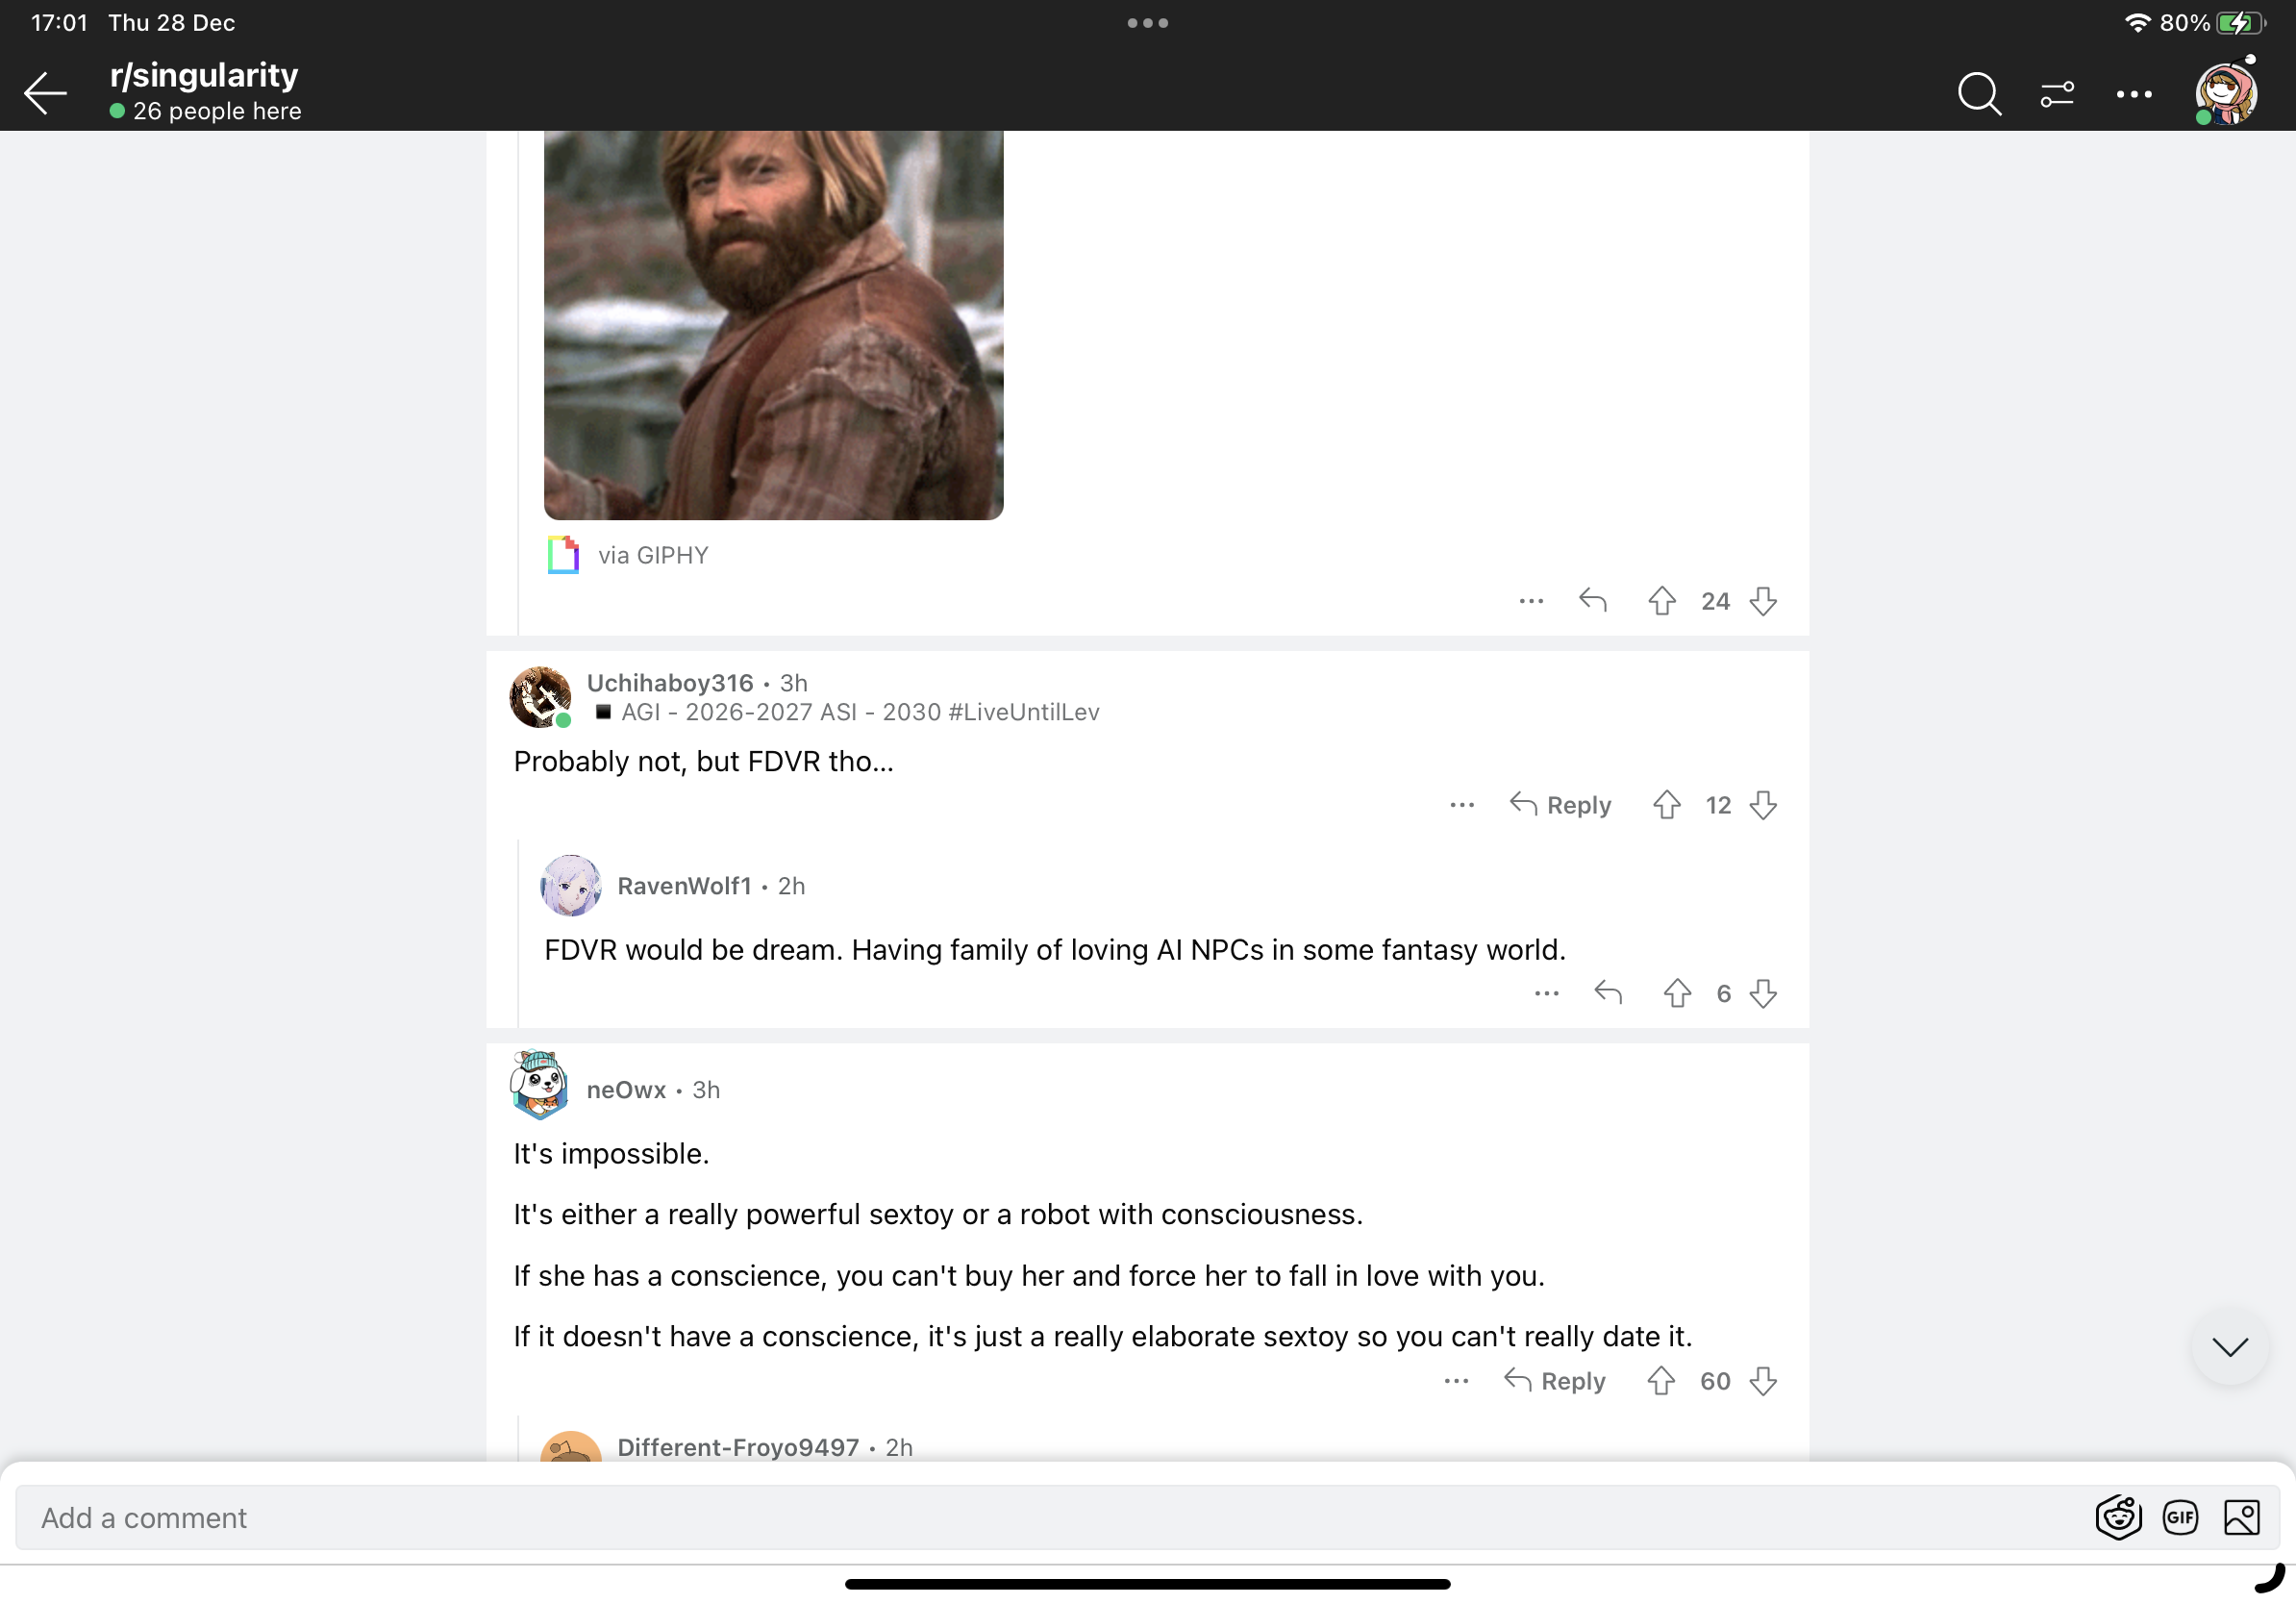 17:01 Thu 28 Dec
80%
r/singularity
26 people here
via GIPHY
24
Uchihaboy316 • 3h
AGI - 2026-2027 ASI - 2030 #LiveUntilLev
Probably not, but FDVR tho...
Reply 12
RavenWolf1 • 2h
FDVR would be dream. Having family of loving AI NPCs in some fantasy world.
6
neOwx • 3h
It's impossible.
It's either a really powerful sextoy or a robot with consciousness.
If she has a conscience, you can't buy her and force her to fall in love with you.
If it doesn't have a conscience, it's just a really elaborate sextoy so you can't really date it.
Reply 60
Different-Froyo9497 • 2h
Add a comment
GIF